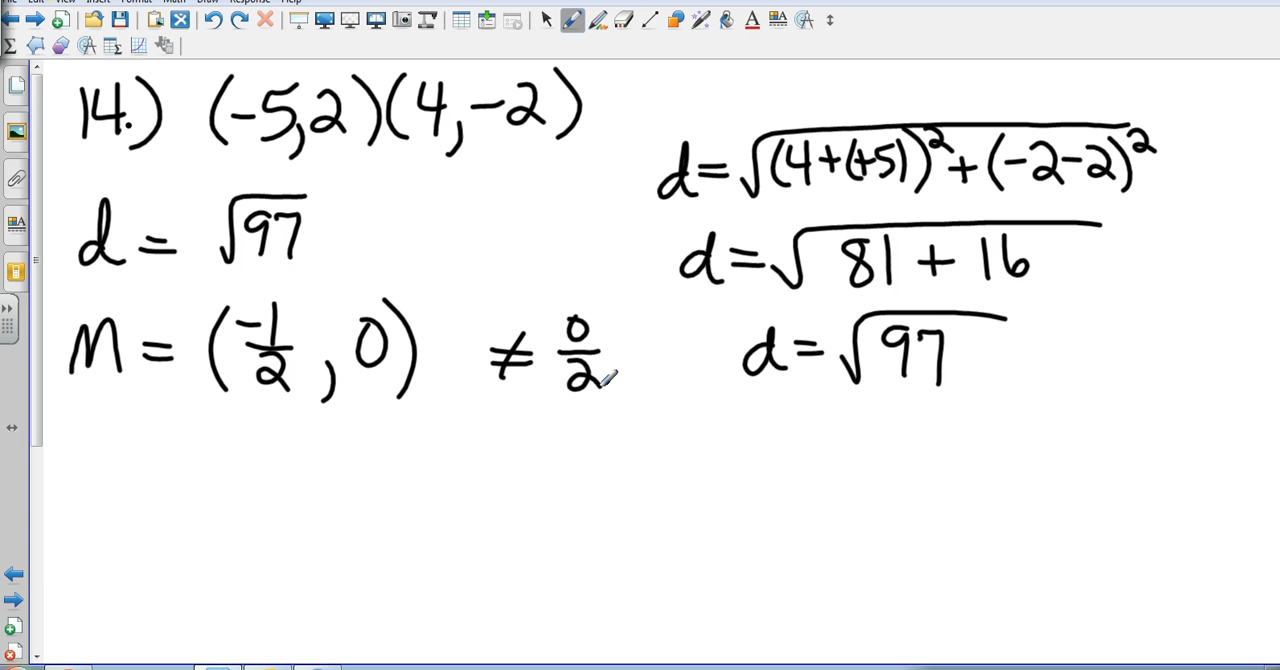 14.) (-5,2)(4,-2)
d = √97
M = (-1/2 , 0) ≠ 0/2
d = √(4+(+5))² + (-2-2)²
d = √81 + 16
d = √97